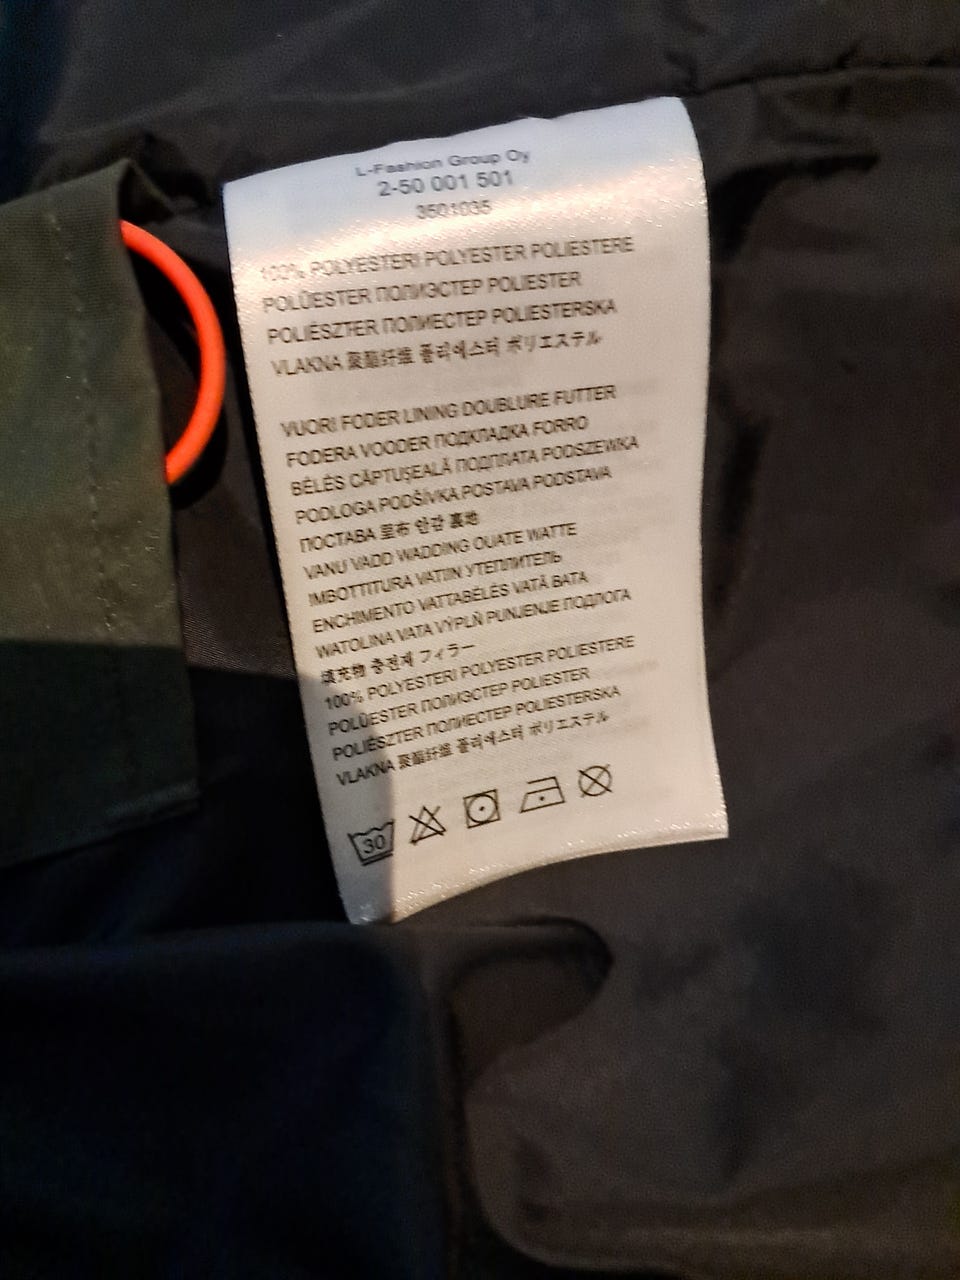 L-Fashion Group Oy
2-50 001 501
3501035
100% POLYESTERI POLYESTER POLIESTERE
POLÜESTER ПОЛИЭСТЕР POLIESTER
POLIÉSZTER ПОЛИЕСТЕР POLIESTERSKA
VLAKNA 聚酯纤维 폴리에스터 ポリエステル
VUORI FODER LINING DOUBLURE FUTTER
FODERA VOODER ПОДКЛАДКА FORRO
BÉLÉS CĂPTUŞEALĂ ПОДПЛАТА PODSZEWKA
PODLOGA PODŠÍVKA POSTAVA PODSTAVA
ПОСТАВА 里布 안감 裏地
VANU VADD WADDING OUATE WATTE
IMBOTTITURA VATIIN УТЕПЛИТЕЛЬ
ENCHIMENTO VATTABÉLÉS VATĂ ВАТА
WATOLINA VATA VÝPLŇ PUNJENJE ПОДЛОГА
填充物 충전재 フィラー
100% POLYESTERI POLYESTER POLIESTERE
POLÜESTER ПОЛИЭСТЕР POLIESTER
POLIÉSZTER ПОЛИЕСТЕР POLIESTERSKA
VLAKNA 聚酯纤维 폴리에스터 ポリエステル
30